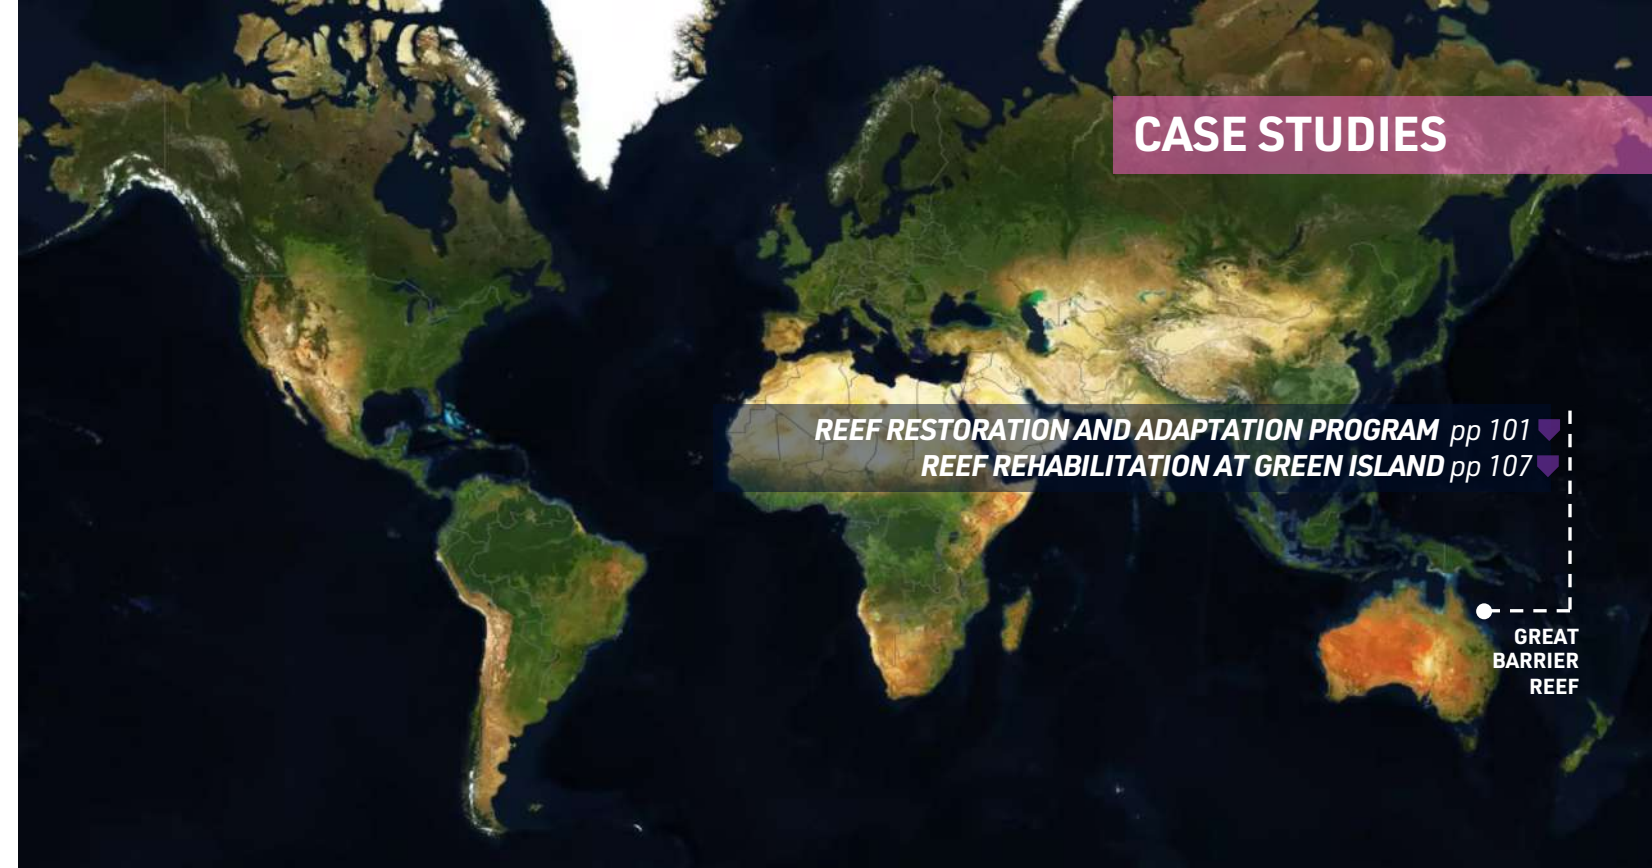 CASE STUDIES
REEF RESTORATION AND ADAPTATION PROGRAM pp 101
REEF REHABILITATION AT GREEN ISLAND pp 107
GREAT
BARRIER
REEF